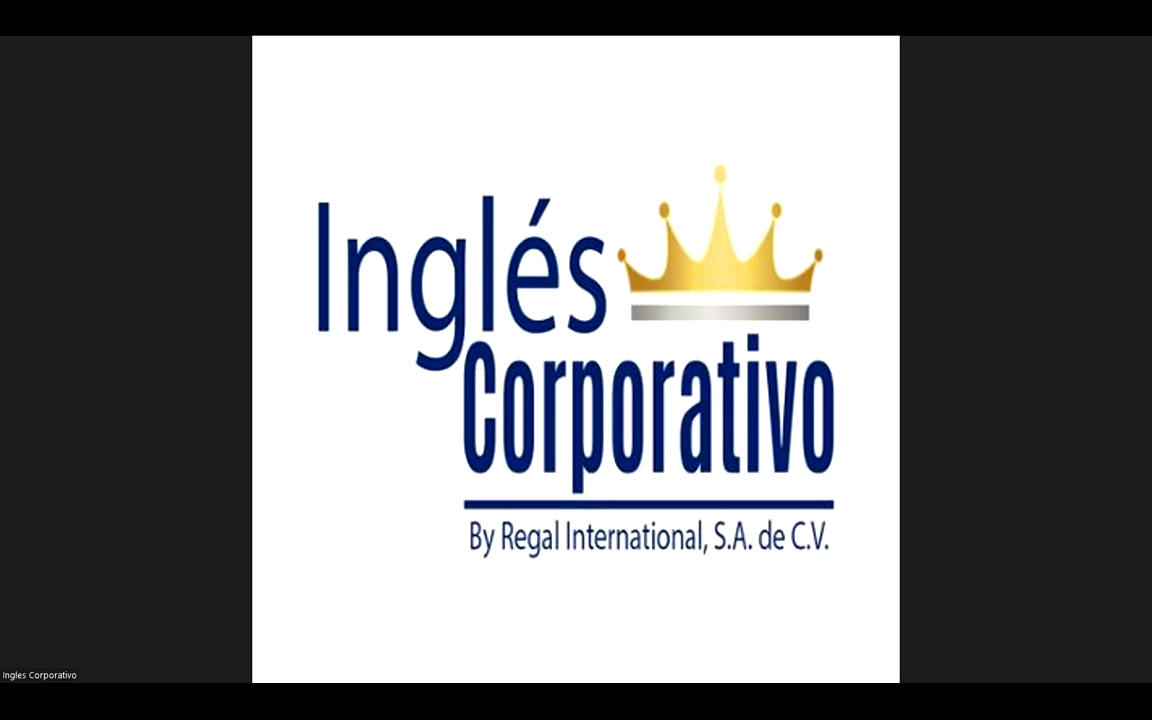 Inglés
Corporativo
By Regal International, S.A. de C.V.
Ingles Corporativo